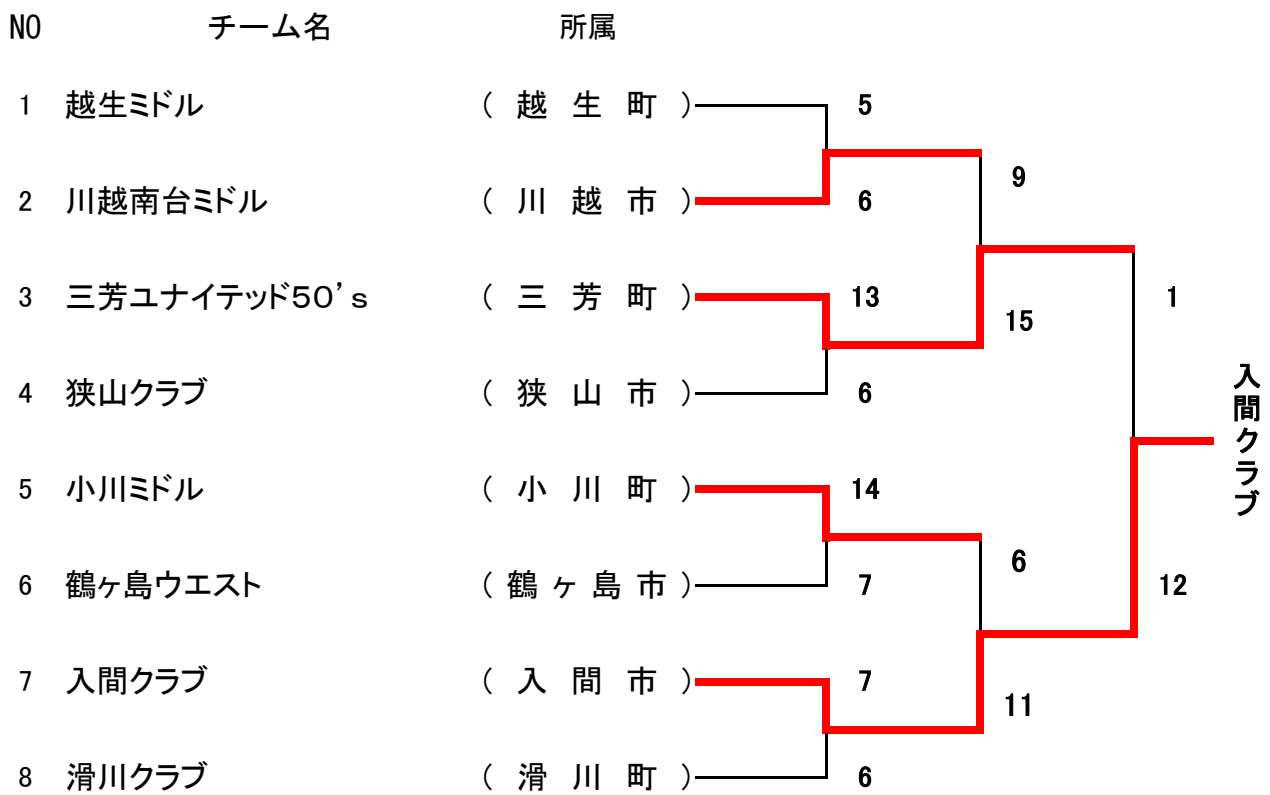 NO チーム名 所属
1 越生ミドル ( 越 生 町 ) 5
9
2 川越南台ミドル ( 川 越 市 ) 6
3 三芳ユナイテッド50’s ( 三 芳 町 ) 13 1
15
4 狭山クラブ ( 狭 山 市 ) 6
入間クラブ
5 小川ミドル ( 小 川 町 ) 14
6
6 鶴ヶ島ウエスト ( 鶴 ヶ 島 市 ) 7 12
7 入間クラブ ( 入 間 市 ) 7
11
8 滑川クラブ ( 滑 川 町 ) 6